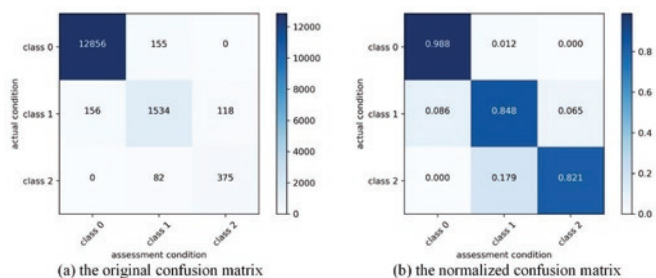 class 0
class 1
class 2
actual condition
12856 155 0
156 1534 118
0 82 375
class 0 class 1 class 2
assessment condition
12000
10000
8000
6000
4000
2000
0
(a) the original confusion matrix
class 0
class 1
class 2
actual condition
0.988 0.012 0.000
0.086 0.848 0.065
0.000 0.179 0.821
class 0 class 1 class 2
assessment condition
0.8
0.6
0.4
0.2
0.0
(b) the normalized confusion matrix